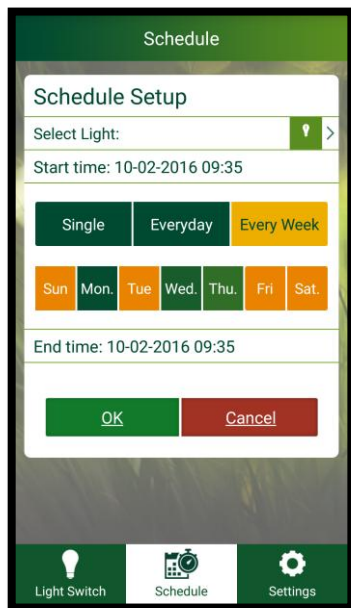 Schedule
Schedule Setup
Select Light:
Start time: 10-02-2016 09:35
Single Everyday Every Week
Sun Mon. Tue Wed. Thu. Fri Sat.
End time: 10-02-2016 09:35
OK Cancel
Light Switch Schedule Settings